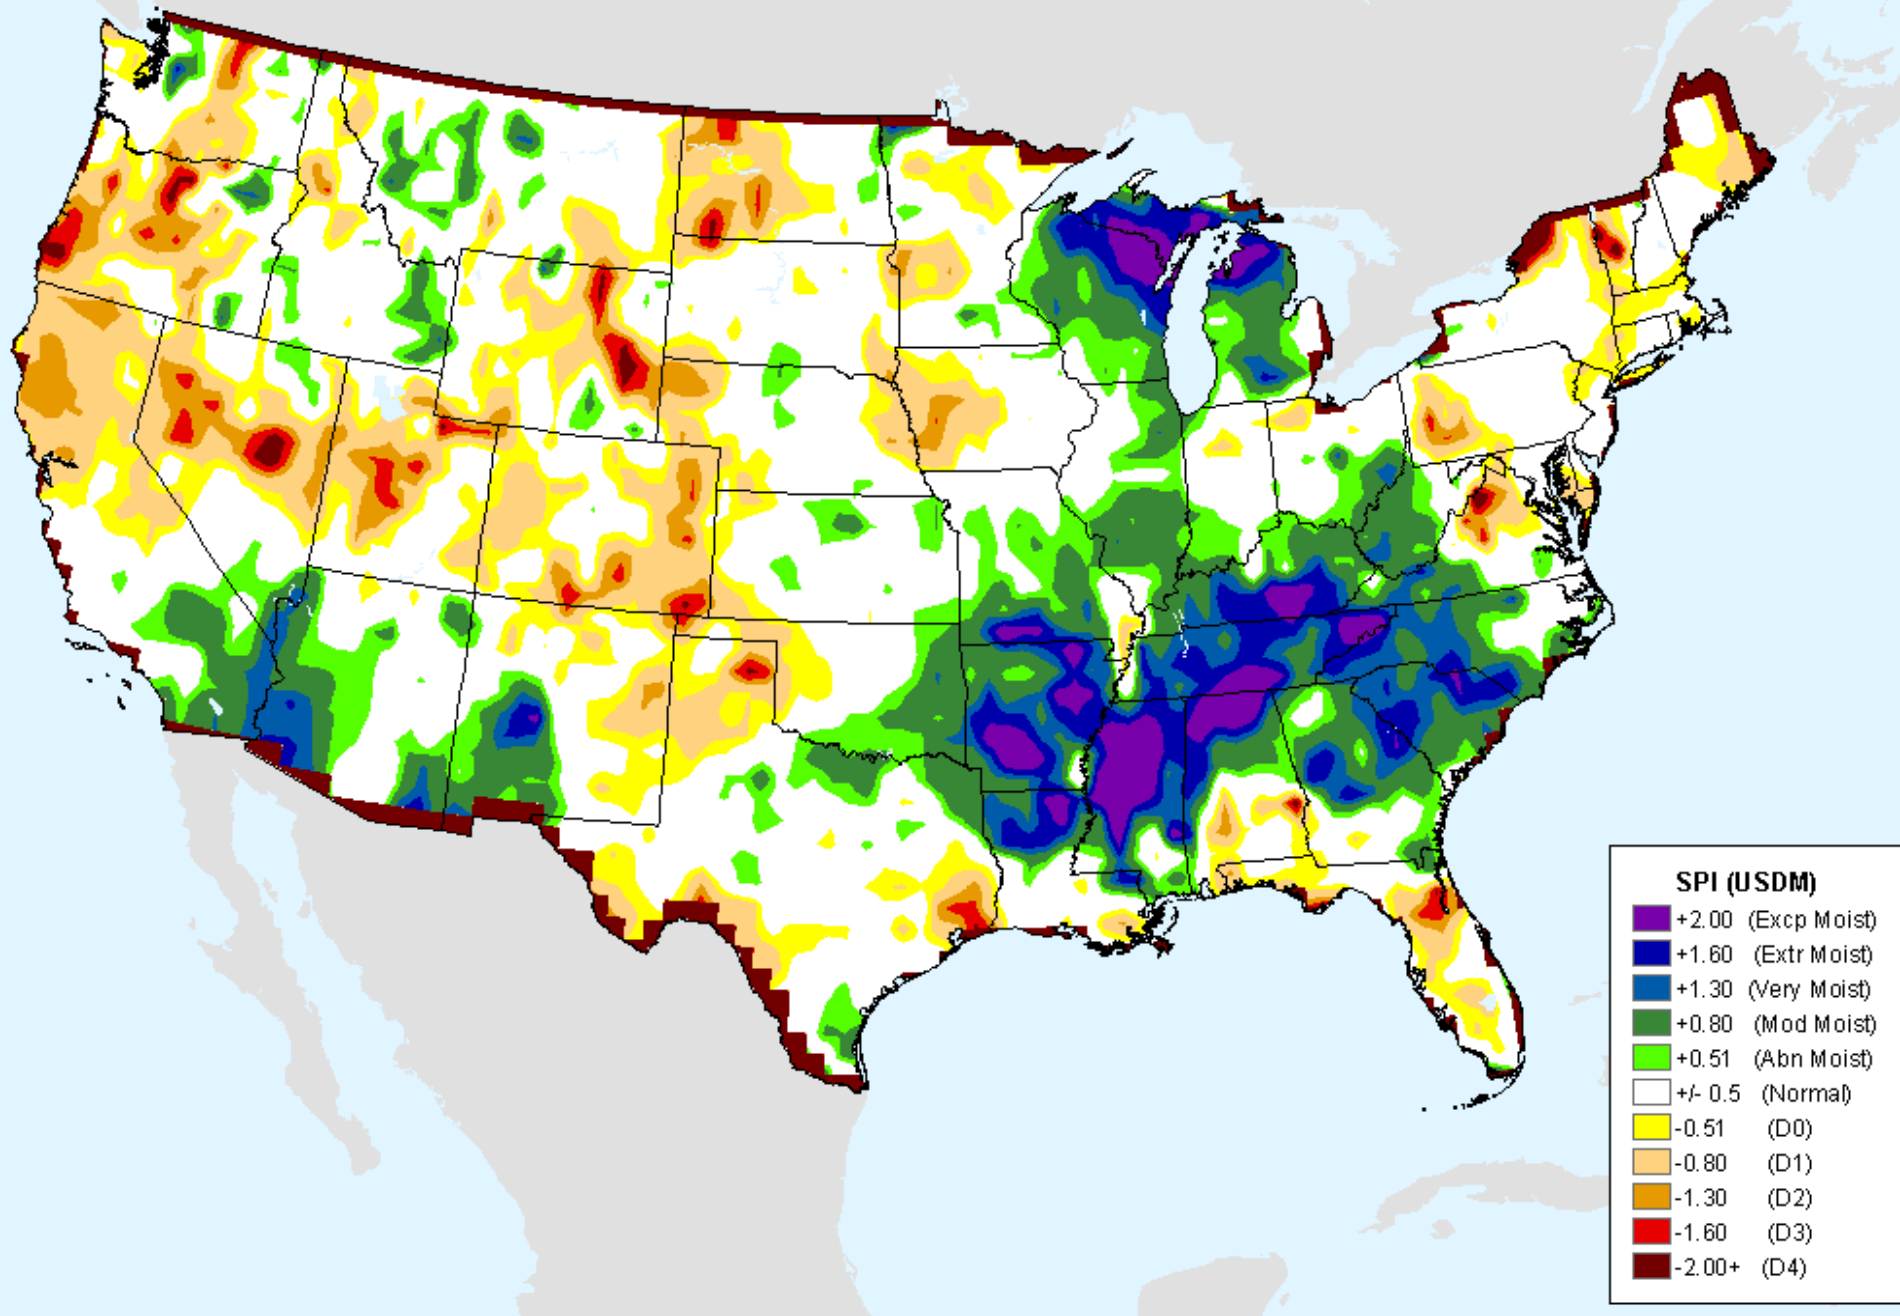 SPI (USDM)
+2.00 (Excp Moist)
+1.60 (Extr Moist)
+1.30 (Very Moist)
+0.80 (Mod Moist)
+0.51 (Abn Moist)
+/- 0.5 (Normal)
-0.51 (D0)
-0.80 (D1)
-1.30 (D2)
-1.60 (D3)
-2.00+ (D4)